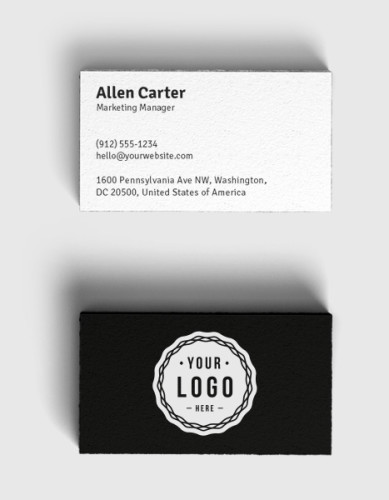 Allen Carter
Marketing Manager
(912) 555-1234
hello@yourwebsite.com
1600 Pennsylvania Ave NW, Washington,
DC 20500, United States of America
• YOUR •
LOGO
– HERE –